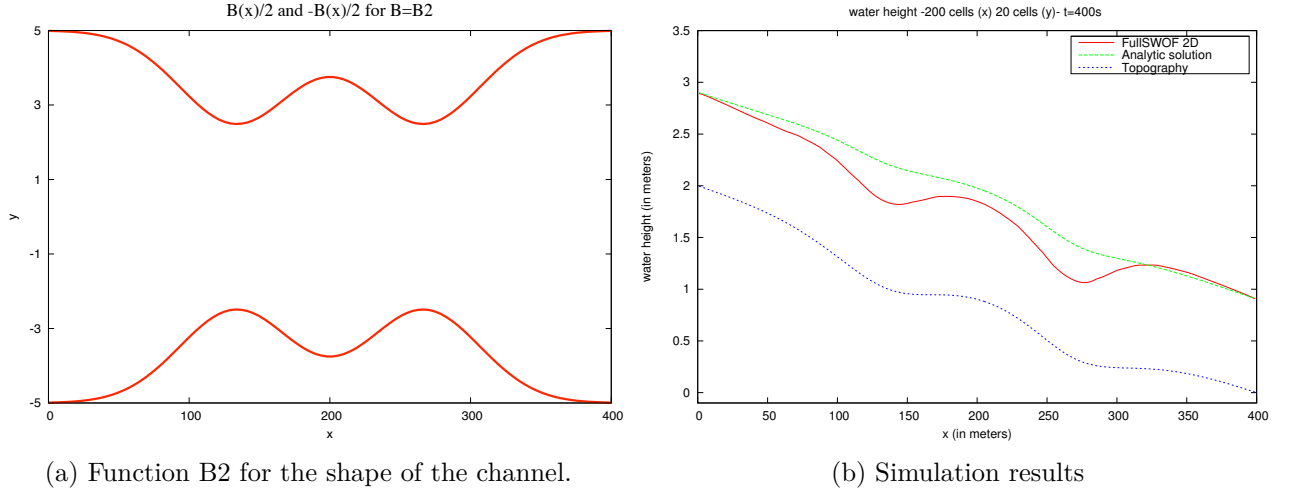 B(x)/2 and -B(x)/2 for B=B2
5
3
1
-1
-3
-5
y
0
100
200
300
400
x
(a) Function B2 for the shape of the channel.
water height -200 cells (x) 20 cells (y)- t=400s
FullSWOF 2D
Analytic solution
Topography
3.5
3
2.5
2
1.5
1
0.5
0
water height (in meters)
0
50
100
150
200
250
300
350
400
x (in meters)
(b) Simulation results